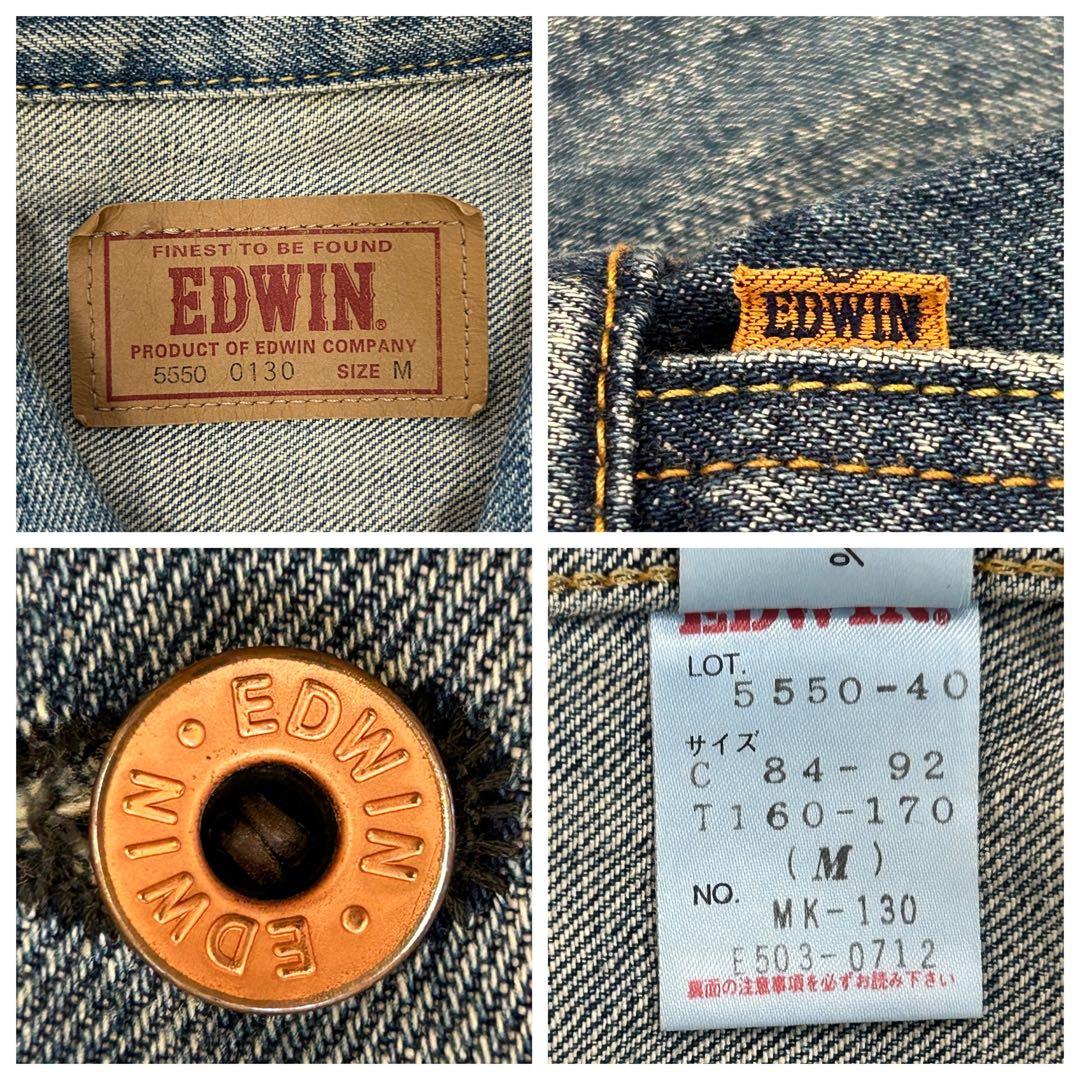 FINEST TO BE FOUND
EDWIN®
PRODUCT OF EDWIN COMPANY
5550 0130 SIZE M
EDWIN
EDWIN • EDWIN •
EDWIN®
LOT.
5550-40
サイズ
C 84-92
T160-170
(M)
NO.
MK-130
E503-0712
裏面の注意事項を必ずお読み下さい